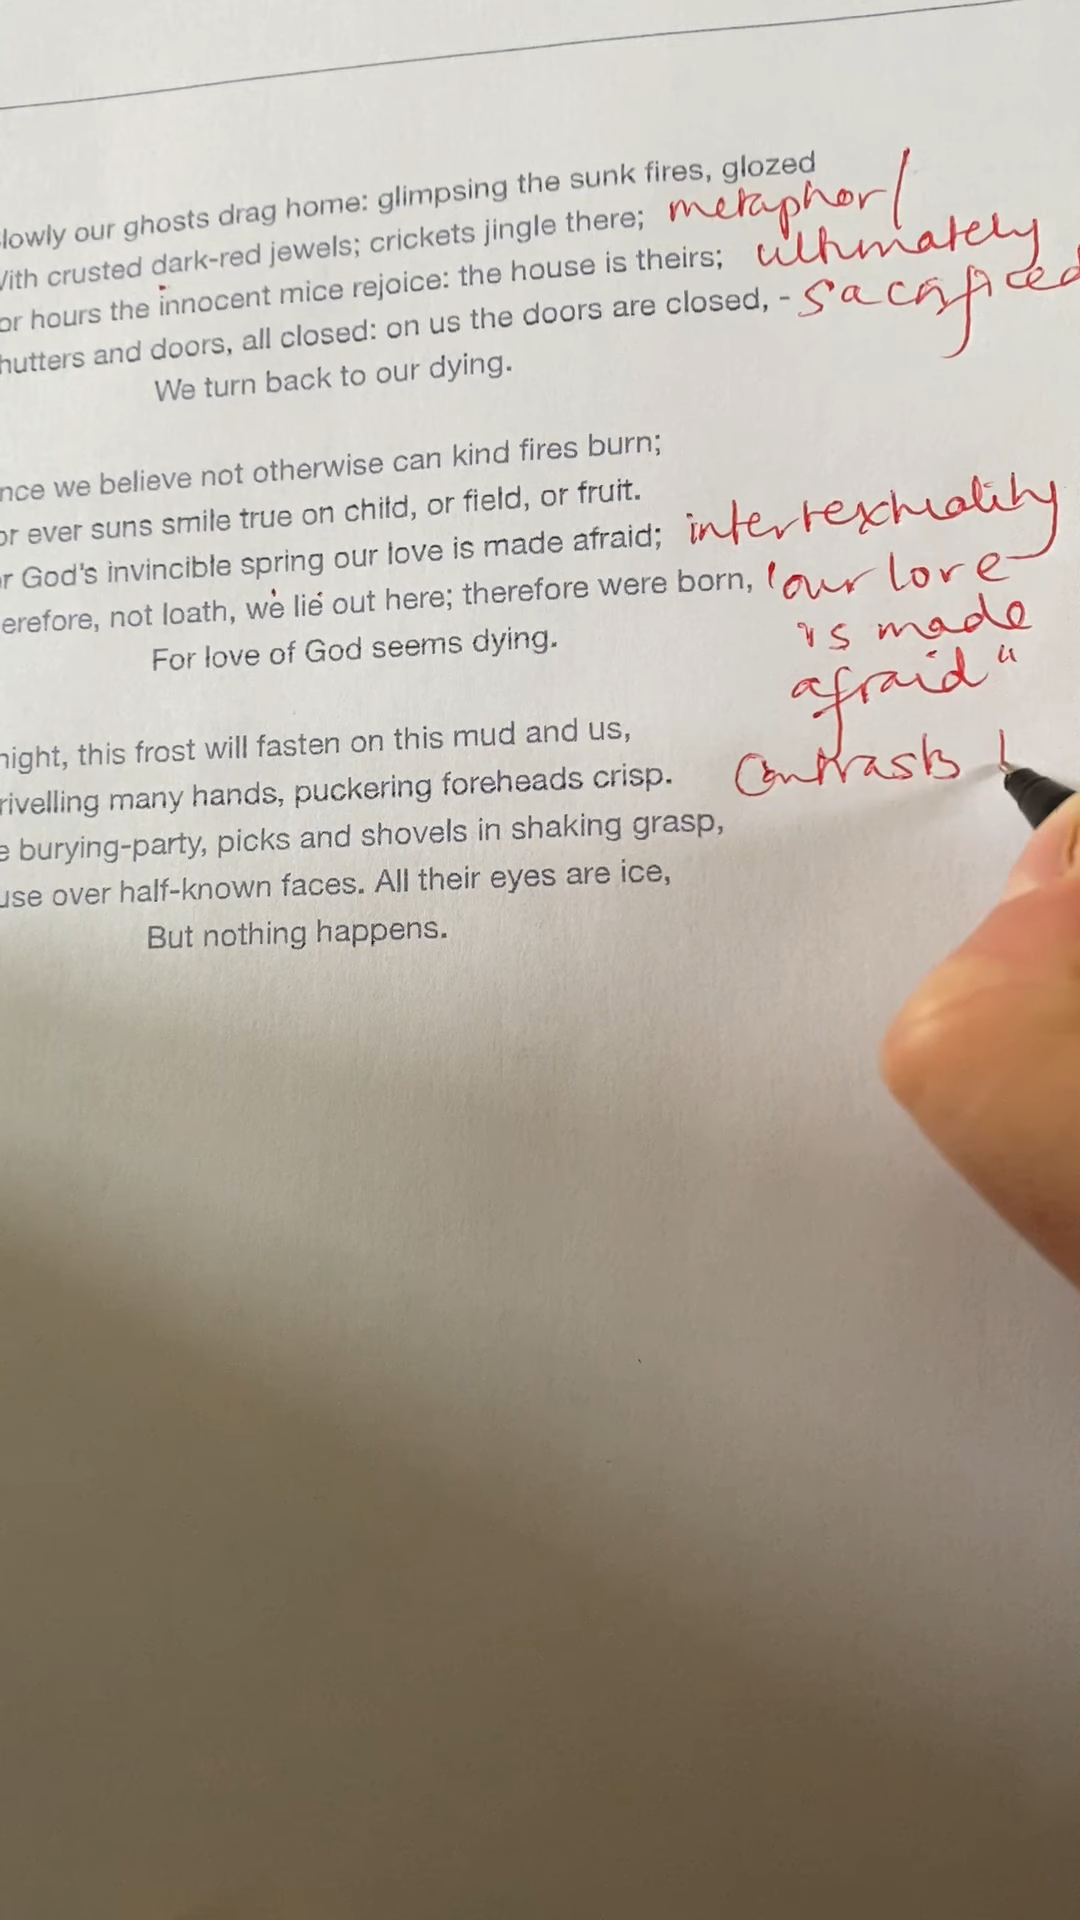 lowly our ghosts drag home: glimpsing the sunk fires, glozed
With crusted dark-red jewels; crickets jingle there; metaphor/
or hours the innocent mice rejoice: the house is theirs; ultimately
hutters and doors, all closed: on us the doors are closed, - sacrificed
We turn back to our dying.
nce we believe not otherwise can kind fires burn;
or ever suns smile true on child, or field, or fruit.
r God's invincible spring our love is made afraid; intertextuality
erefore, not loath, we lie out here; therefore were born, 'our love
is made
For love of God seems dying.
afraid"
night, this frost will fasten on this mud and us,
rivelling many hands, puckering foreheads crisp. Contrasts
e burying-party, picks and shovels in shaking grasp,
use over half-known faces. All their eyes are ice,
But nothing happens.